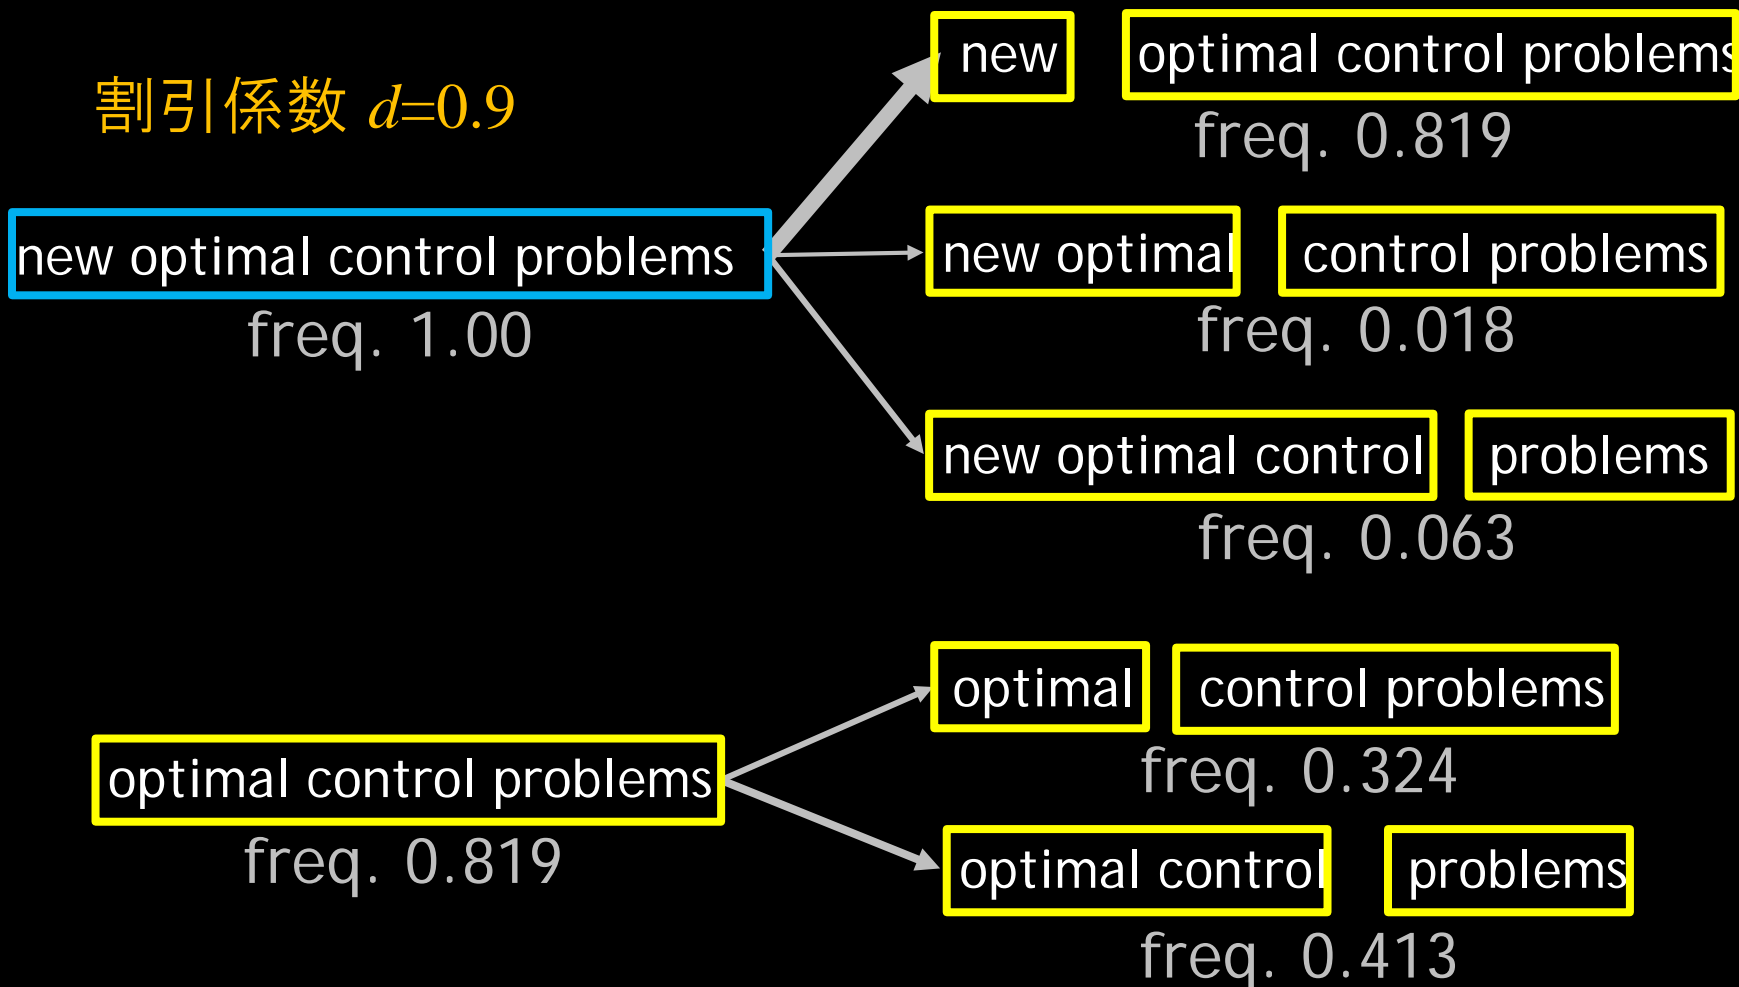 割引係数 d=0.9
new optimal control problems
freq. 1.00
new optimal control problems
freq. 0.819
new optimal control problems
freq. 0.018
new optimal control problems
freq. 0.063
optimal control problems
freq. 0.819
optimal control problems
freq. 0.324
optimal control problems
freq. 0.413